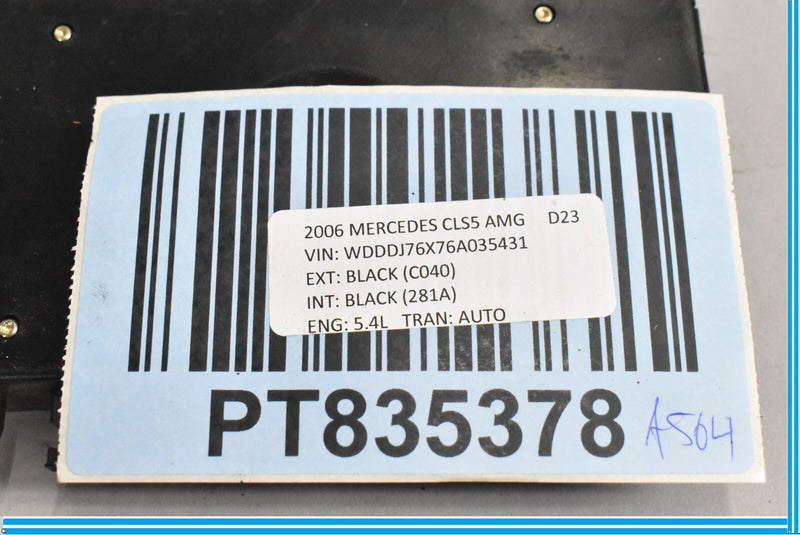 2006 MERCEDES CLS5 AMG D23
VIN: WDDDJ76X76A035431
EXT: BLACK (C040)
INT: BLACK (281A)
ENG: 5.4L TRAN: AUTO
PT835378
A504